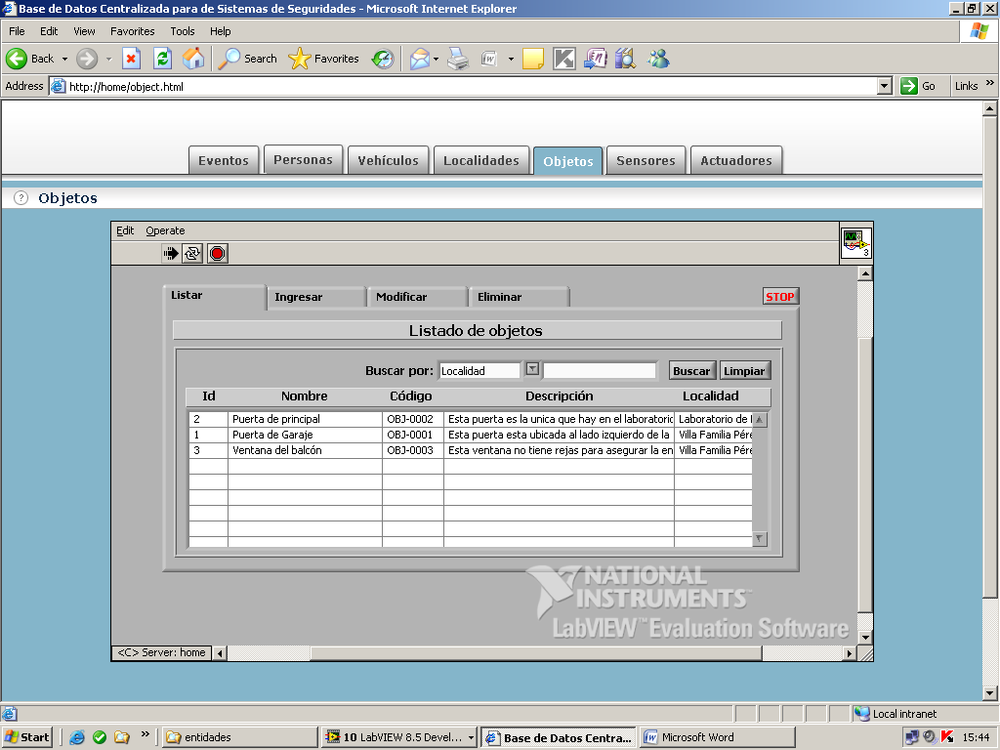 Base de Datos Centralizada para de Sistemas de Seguridades - Microsoft Internet Explorer
File Edit View Favorites Tools Help
Back Search Favorites
Address http://home/object.html Go Links »
Eventos Personas Vehículos Localidades Objetos Sensores Actuadores
? Objetos
Edit Operate
3
Listar Ingresar Modificar Eliminar STOP
Listado de objetos
Buscar por: Localidad Buscar Limpiar
Id Nombre Código Descripción Localidad
2 Puerta de principal OBJ-0002 Esta puerta es la unica que hay en el laboratorio Laboratorio de
1 Puerta de Garaje OBJ-0001 Esta puerta esta ubicada al lado izquierdo de la Villa Familia Pére
3 Ventana del balcón OBJ-0003 Esta ventana no tiene rejas para asegurar la en Villa Familia Pére
NATIONAL
INSTRUMENTS™
LabVIEW™ Evaluation Software
<C> Server: home
Local intranet
Start » entidades 10 LabVIEW 8.5 Devel... Base de Datos Centra... Microsoft Word 15:44